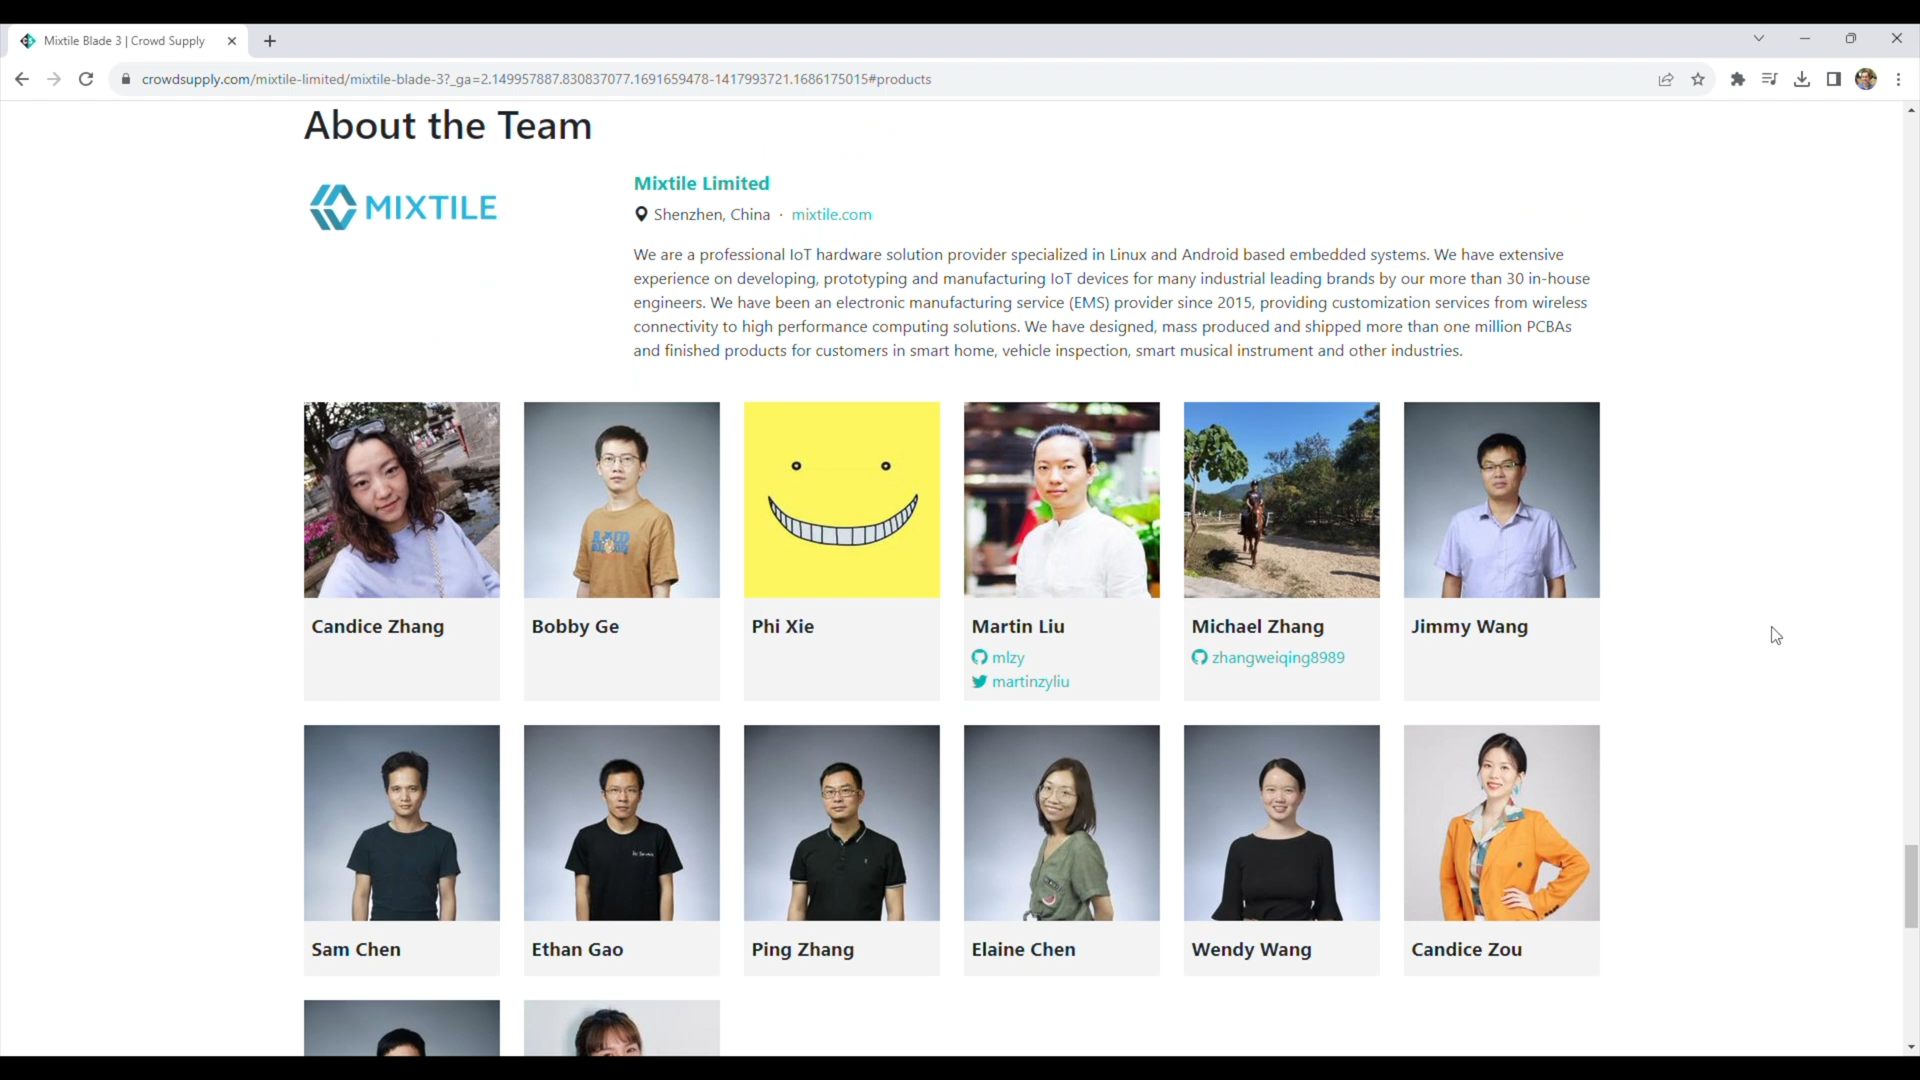 Mixtile Blade 3 | Crowd Supply
crowdsupply.com/mixtile-limited/mixtile-blade-3?_ga=2.149957887.830837077.1691659478-1417993721.1686175015#products
About the Team
MIXTILE
Mixtile Limited
Shenzhen, China · mixtile.com
We are a professional IoT hardware solution provider specialized in Linux and Android based embedded systems. We have extensive
experience on developing, prototyping and manufacturing IoT devices for many industrial leading brands by our more than 30 in-house
engineers. We have been an electronic manufacturing service (EMS) provider since 2015, providing customization services from wireless
connectivity to high performance computing solutions. We have designed, mass produced and shipped more than one million PCBAs
and finished products for customers in smart home, vehicle inspection, smart musical instrument and other industries.
Candice Zhang
Bobby Ge
Phi Xie
Martin Liu
mlzy
martinzyliu
Michael Zhang
zhangweiqing8989
Jimmy Wang
Sam Chen
Ethan Gao
Ping Zhang
Elaine Chen
Wendy Wang
Candice Zou